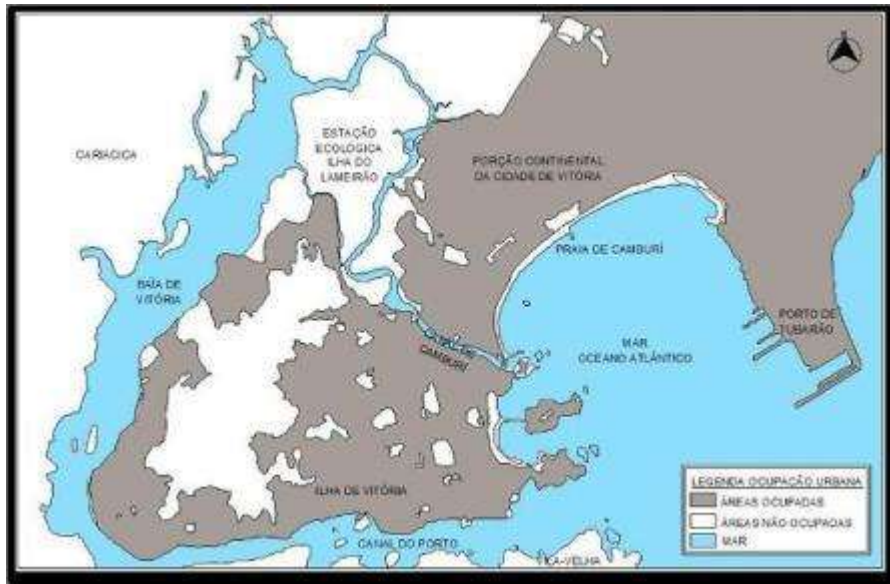 N
CARIACICA
ESTAÇÃO
ECOLÓGICA
ILHA DO
LAMEIRÃO
PORÇÃO CONTINENTAL
DA CIDADE DE VITÓRIA
PRAIA DE CAMBURÍ
BAÍA DE
VITÓRIA
CANAL DE
CAMBURÍ
MAR
OCEANO ATLÂNTICO
PORTO DE
TUBARÃO
ILHA DE VITÓRIA
CANAL DO PORTO
LEGENDA OCUPAÇÃO URBANA
ÁREAS OCUPADAS
ÁREAS NÃO OCUPADAS
MAR